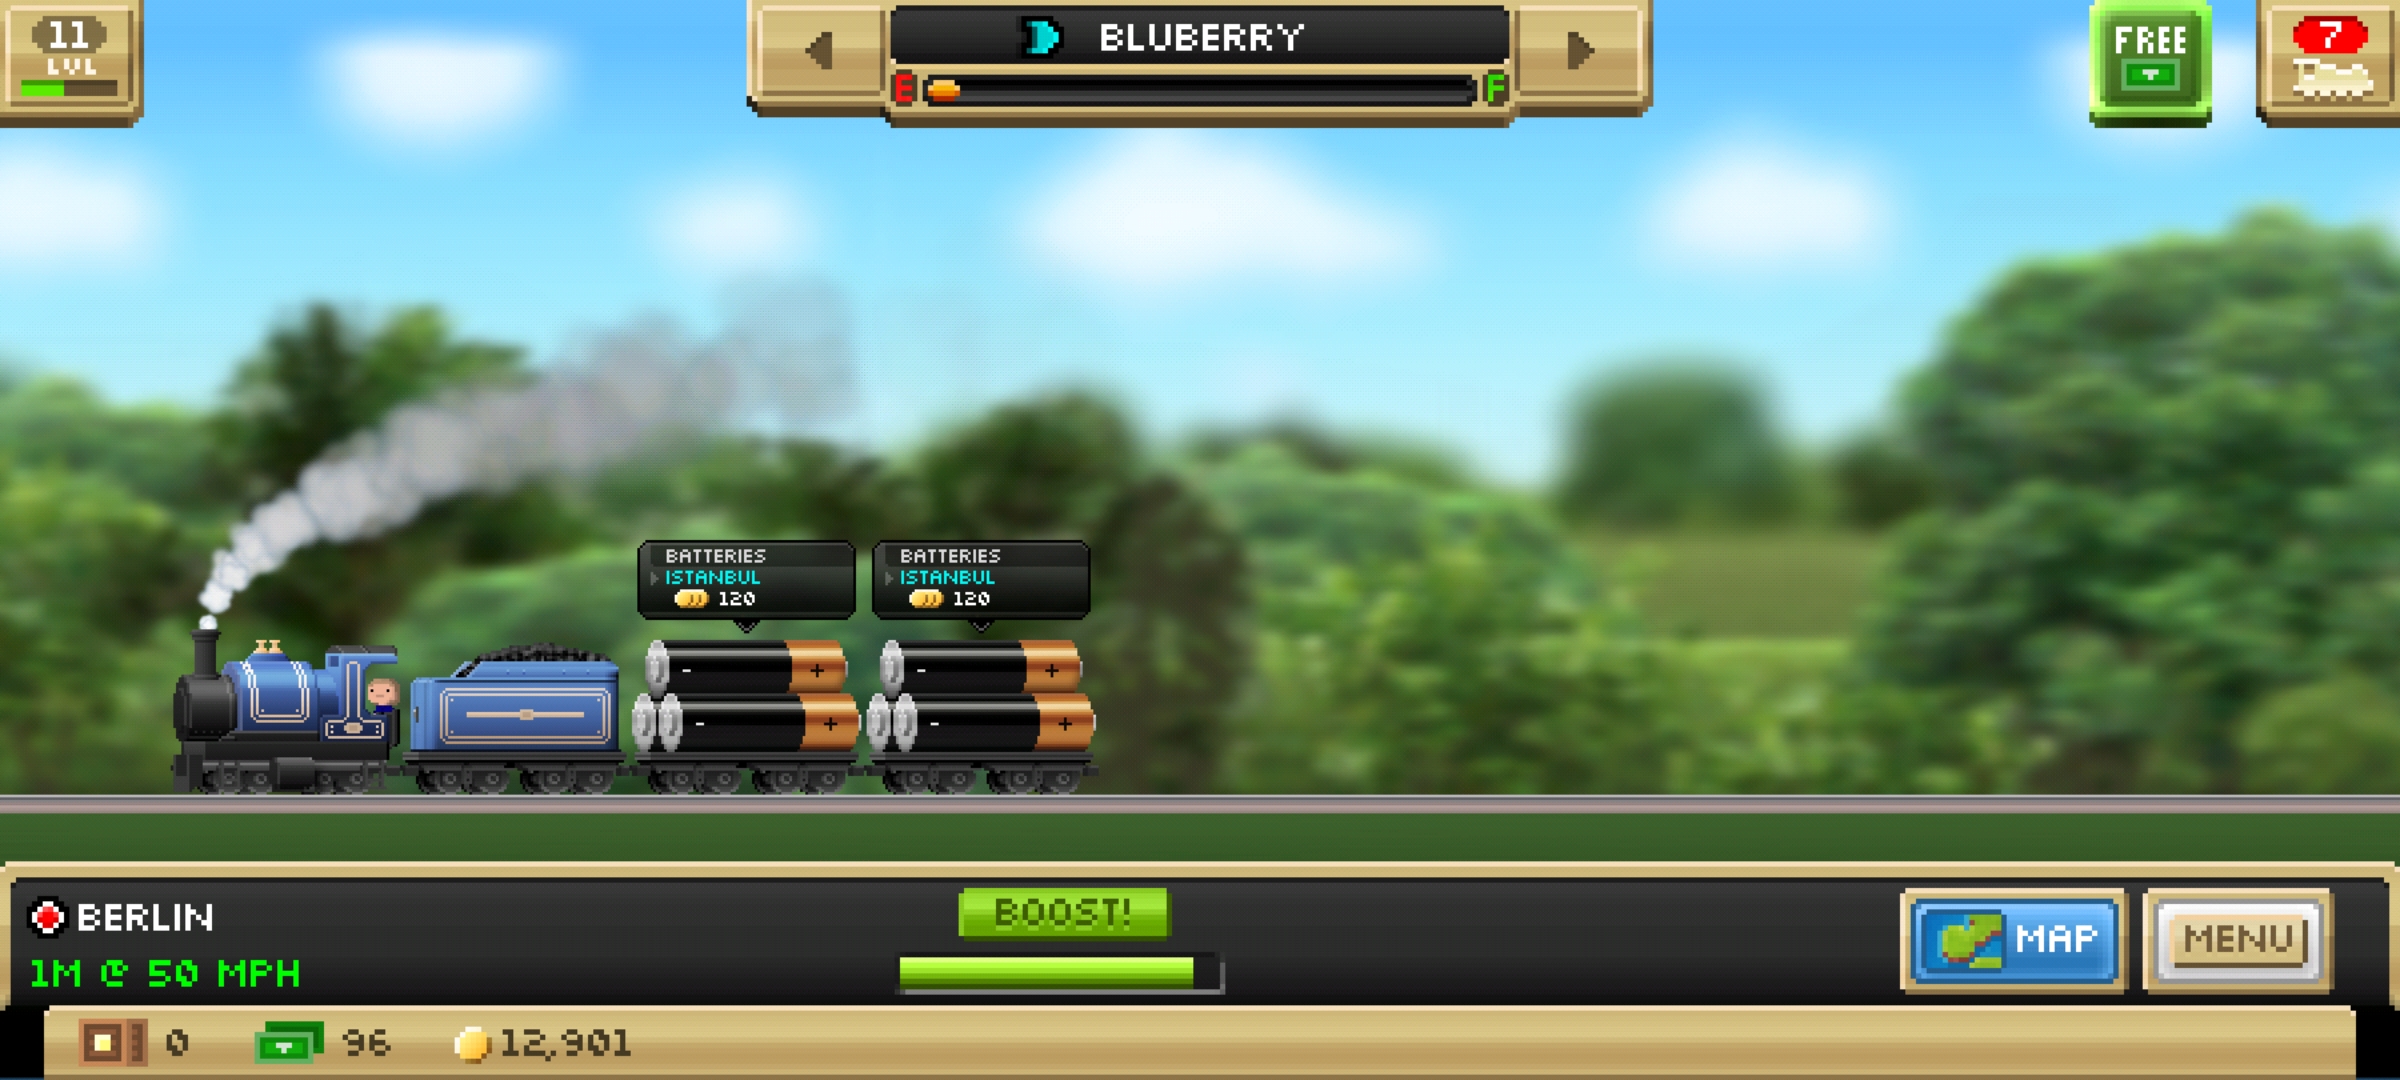 11
LVL
BLUBERRY
E F
FREE
7
BATTERIES
ISTANBUL
120
BATTERIES
ISTANBUL
120
- +
- +
- +
- +
BERLIN
1M @ 50 MPH
BOOST!
MAP
MENU
0 96 12,901